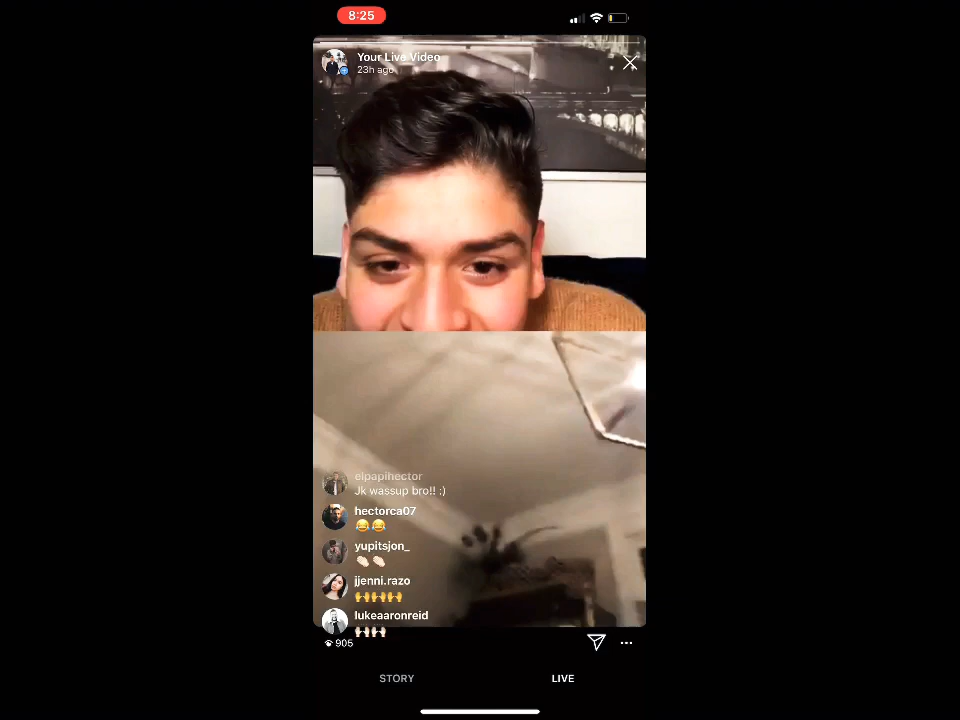 8:25
Your Live Video
23h ago
elpapihector
Jk wassup bro!! :)
hectorca07
😂😂
yupitsjon_
👏🏻👏🏻
jjenni.razo
🙌🙌🙌
lukeaaronreid
🙌🏻🙌🏻
905
STORY
LIVE